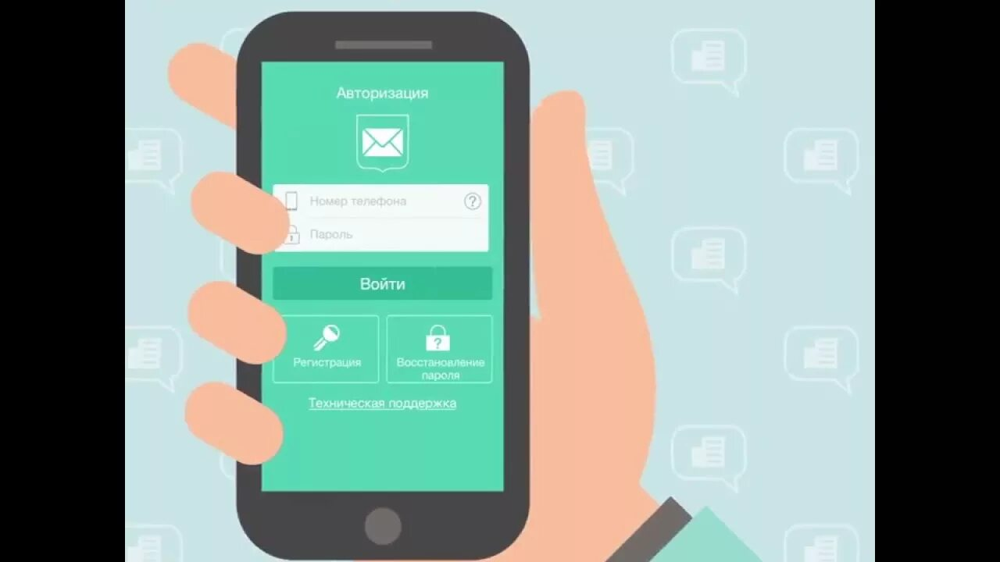 Авторизация
Номер телефона
Пароль
Войти
Регистрация
Восстановление
пароля
Техническая поддержка